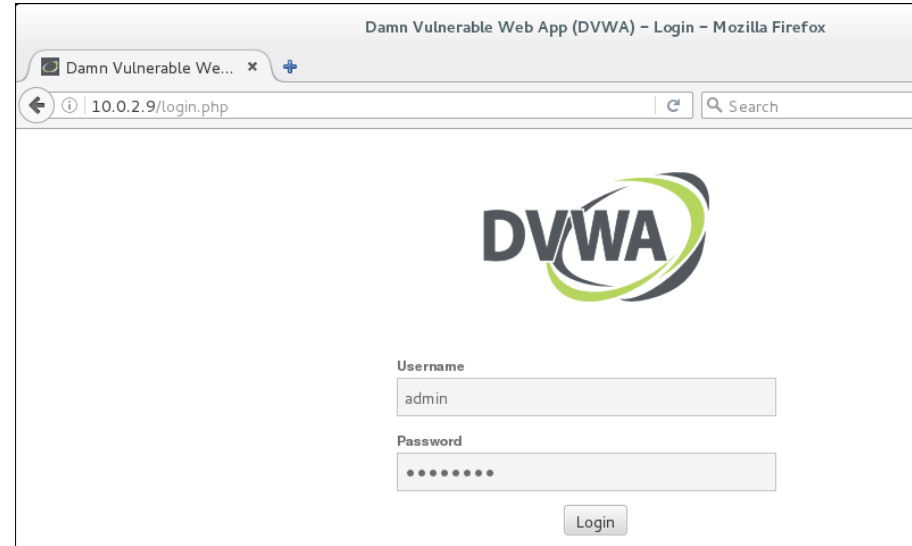 Damn Vulnerable Web App (DVWA) – Login – Mozilla Firefox
Damn Vulnerable We...
10.0.2.9/login.php
Search
DVWA
Username
admin
Password
••••••••
Login